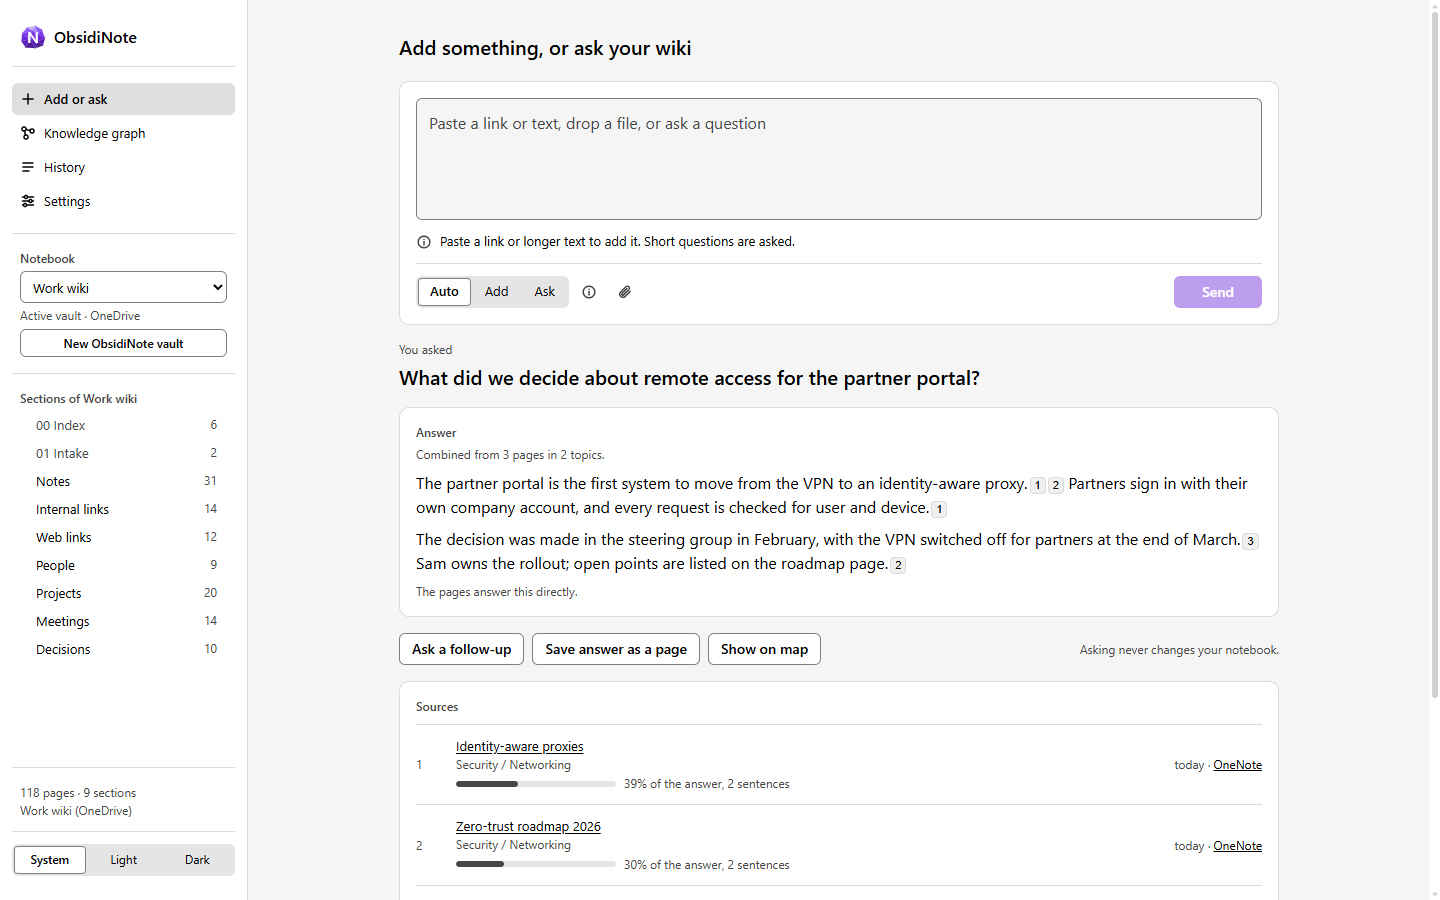 ObsidiNote
Add or ask
Knowledge graph
History
Settings
Notebook
Work wiki
Active vault · OneDrive
New ObsidiNote vault
Sections of Work wiki
00 Index 6
01 Intake 2
Notes 31
Internal links 14
Web links 12
People 9
Projects 20
Meetings 14
Decisions 10
118 pages · 9 sections
Work wiki (OneDrive)
System Light Dark
Add something, or ask your wiki
Paste a link or text, drop a file, or ask a question
Paste a link or longer text to add it. Short questions are asked.
Auto Add Ask Send
You asked
What did we decide about remote access for the partner portal?
Answer
Combined from 3 pages in 2 topics.
The partner portal is the first system to move from the VPN to an identity-aware proxy. 1 2 Partners sign in with their
own company account, and every request is checked for user and device. 1
The decision was made in the steering group in February, with the VPN switched off for partners at the end of March. 3
Sam owns the rollout; open points are listed on the roadmap page. 2
The pages answer this directly.
Ask a follow-up Save answer as a page Show on map Asking never changes your notebook.
Sources
Identity-aware proxies
1 Security / Networking today · OneNote
39% of the answer, 2 sentences
Zero-trust roadmap 2026
2 Security / Networking today · OneNote
30% of the answer, 2 sentences